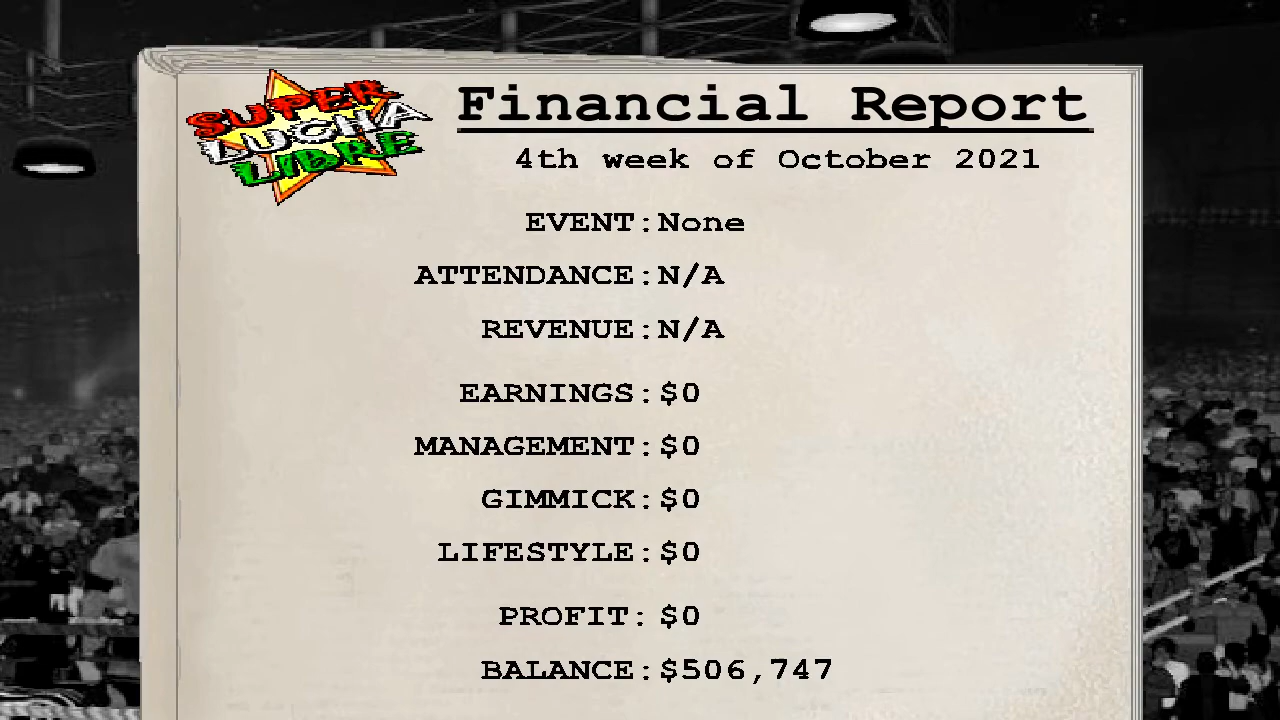 SUPER
LUCHA
LIBRE
Financial Report
4th week of October 2021
EVENT:None
ATTENDANCE:N/A
REVENUE:N/A
EARNINGS:$0
MANAGEMENT:$0
GIMMICK:$0
LIFESTYLE:$0
PROFIT:$0
BALANCE:$506,747